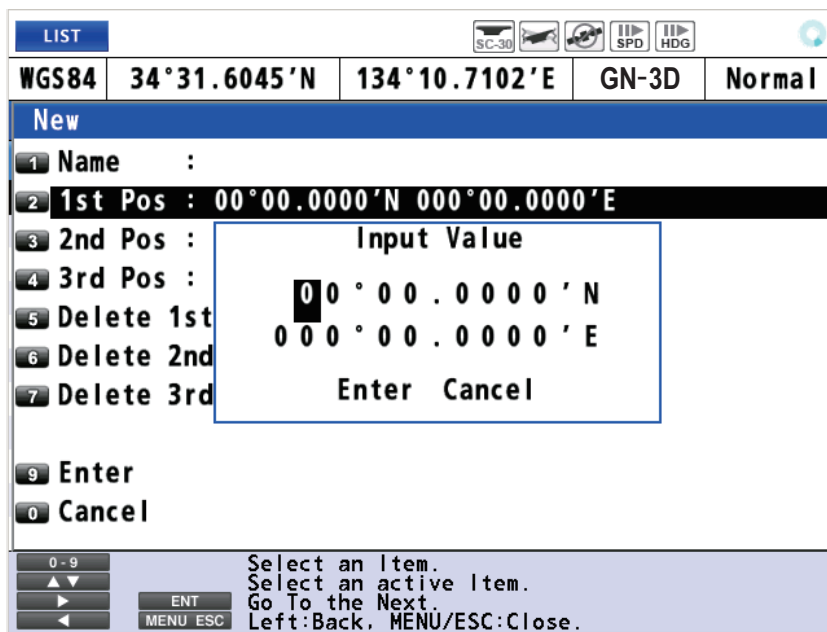 LIST SC-30 SPD HDG
WGS84 34°31.6045′N 134°10.7102′E GN-3D Normal
New
1 Name :
2 1st Pos : 00°00.0000′N 000°00.0000′E
3 2nd Pos :
4 3rd Pos :
5 Delete 1st
6 Delete 2nd
7 Delete 3rd
Input Value
00°00.0000′N
000°00.0000′E
Enter Cancel
9 Enter
0 Cancel
0-9 Select an Item.
▲▼ Select an active Item.
▶ ENT Go To the Next.
◀ MENU ESC Left:Back, MENU/ESC:Close.